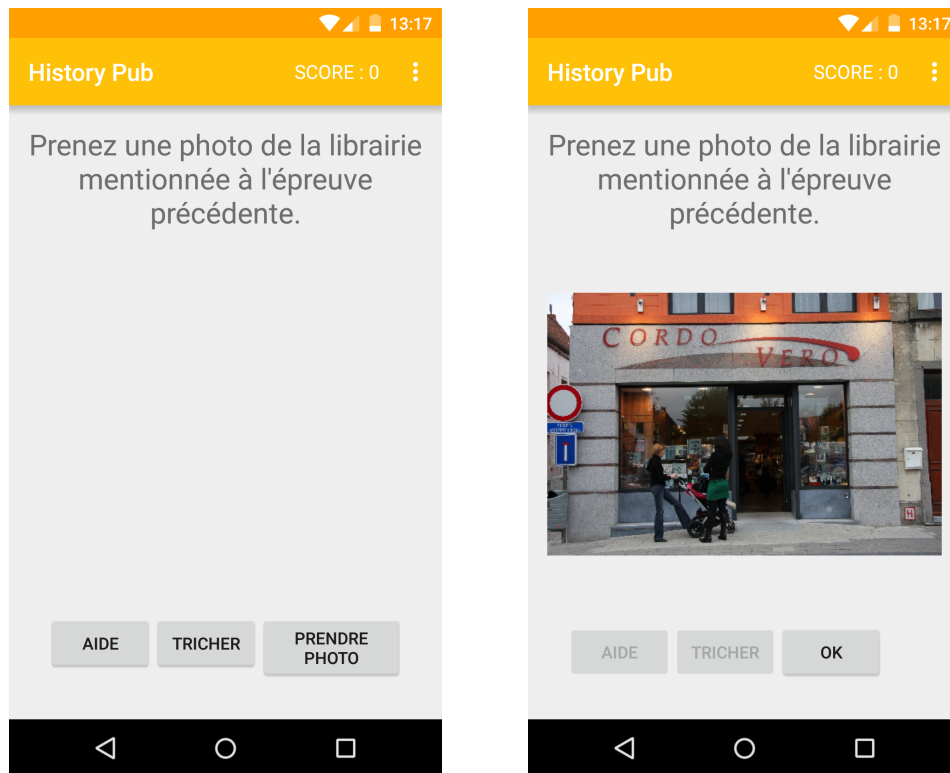 13:17
History Pub SCORE : 0
Prenez une photo de la librairie
mentionnée à l'épreuve
précédente.
AIDE TRICHER PRENDRE
PHOTO
13:17
History Pub SCORE : 0
Prenez une photo de la librairie
mentionnée à l'épreuve
précédente.
CORDO
VERO
AIDE TRICHER OK